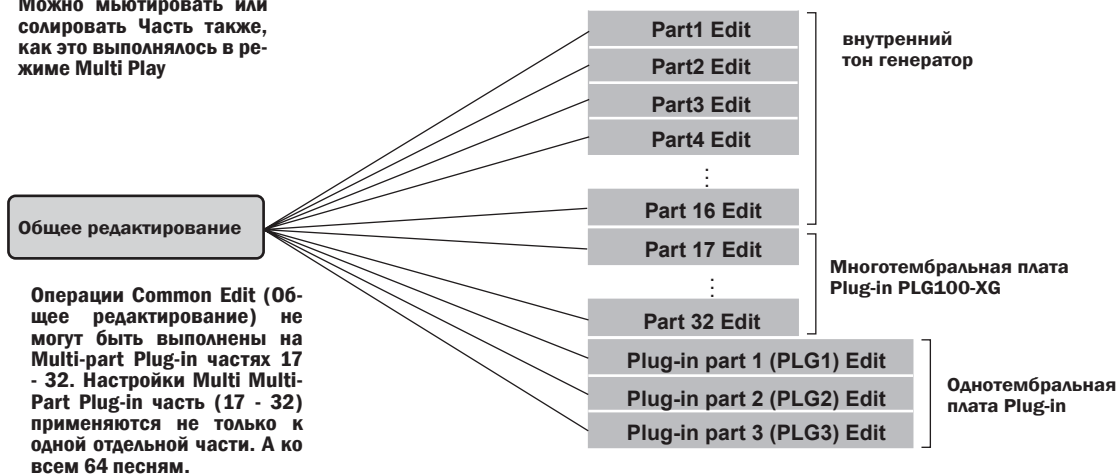 Можно мьютировать или
солировать Часть также,
как это выполнялось в ре-
жиме Multi Play
Общее редактирование
Операции Common Edit (Об-
щее редактирование) не
могут быть выполнены на
Multi-part Plug-in частях 17
- 32. Настройки Multi Multi-
Part Plug-in часть (17 - 32)
применяются не только к
одной отдельной части. А ко
всем 64 песням.
Part1 Edit
Part2 Edit
Part3 Edit
Part4 Edit
Part 16 Edit
Part 17 Edit
Part 32 Edit
Plug-in part 1 (PLG1) Edit
Plug-in part 2 (PLG2) Edit
Plug-in part 3 (PLG3) Edit
внутренний
тон генератор
Многотембральная плата
Plug-in PLG100-XG
Однотембральная
плата Plug-in